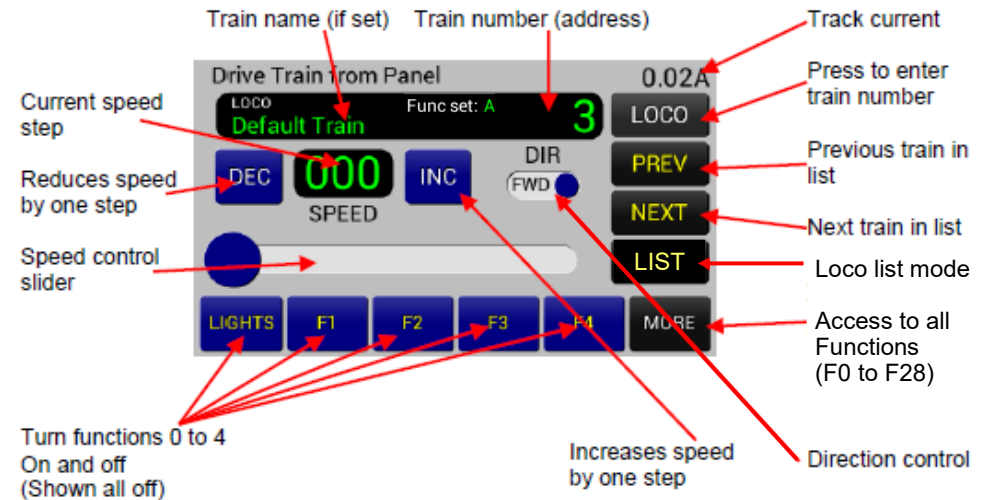 Train name (if set)
Train number (address)
Track current
Drive Train from Panel
0.02A
Press to enter
train number
Current speed
step
LOCO
Func set: A
Default Train
3
LOCO
Previous train in
list
Reduces speed
by one step
DEC
000
INC
DIR
FWD
PREV
SPEED
NEXT
Next train in list
Speed control
slider
LIST
Loco list mode
LIGHTS
F1
F2
F3
F4
MORE
Access to all
Functions
(F0 to F28)
Turn functions 0 to 4
On and off
(Shown all off)
Increases speed
by one step
Direction control